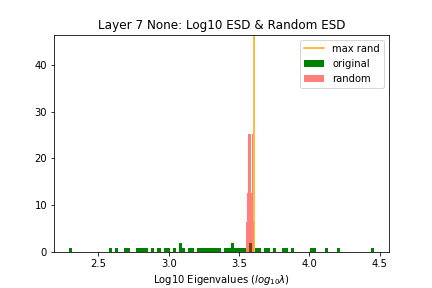 Layer 7 None: Log10 ESD & Random ESD
max rand
original
random
40
30
20
10
0
2.5 3.0 3.5 4.0 4.5
Log10 Eigenvalues (log₁₀λ)